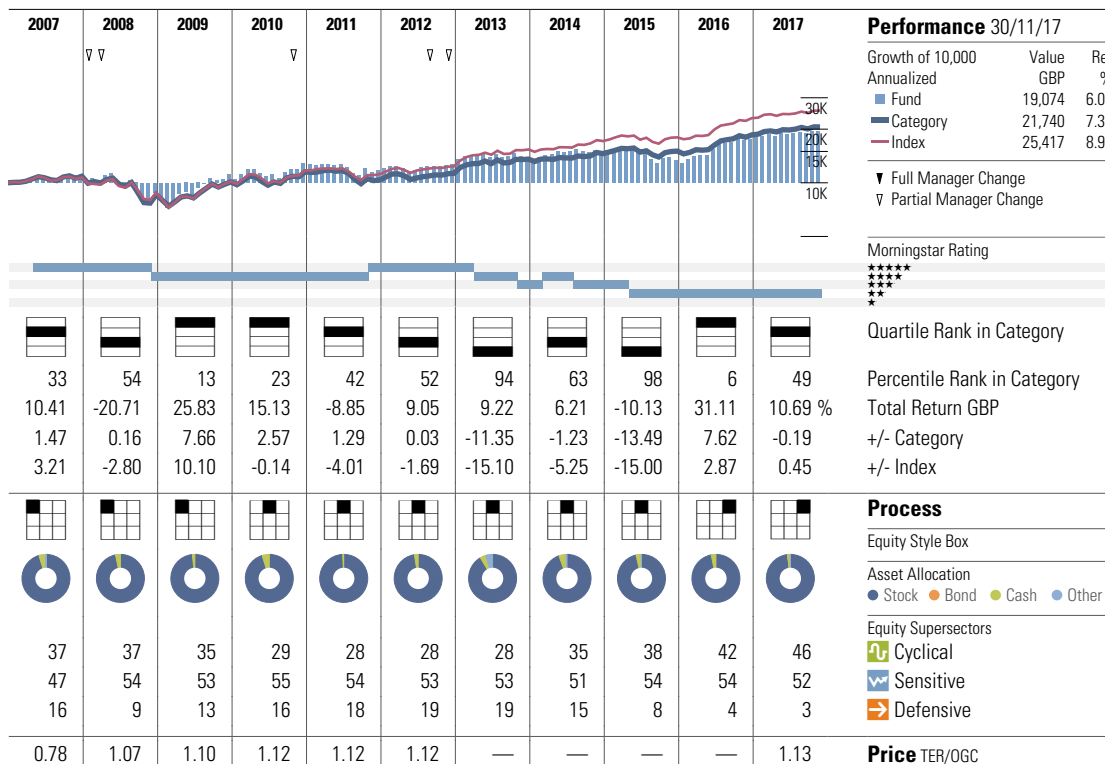 2007 2008 2009 2010 2011 2012 2013 2014 2015 2016 2017
Performance 30/11/17
Growth of 10,000 Value Re
Annualized GBP %
Fund 19,074 6.0
Category 21,740 7.3
Index 25,417 8.9
30K
20K
15K
10K
▼ Full Manager Change
▽ Partial Manager Change
Morningstar Rating
★★★★★
★★★★
★★★
★★
★
Quartile Rank in Category
33 54 13 23 42 52 94 63 98 6 49 Percentile Rank in Category
10.41 -20.71 25.83 15.13 -8.85 9.05 9.22 6.21 -10.13 31.11 10.69 % Total Return GBP
1.47 0.16 7.66 2.57 1.29 0.03 -11.35 -1.23 -13.49 7.62 -0.19 +/- Category
3.21 -2.80 10.10 -0.14 -4.01 -1.69 -15.10 -5.25 -15.00 2.87 0.45 +/- Index
Process
Equity Style Box
Asset Allocation
Stock Bond Cash Other
Equity Supersectors
37 37 35 29 28 28 28 35 38 42 46 Cyclical
47 54 53 55 54 53 53 51 54 54 52 Sensitive
16 9 13 16 18 19 19 15 8 4 3 Defensive
0.78 1.07 1.10 1.12 1.12 1.12 — — — — 1.13 Price TER/OGC